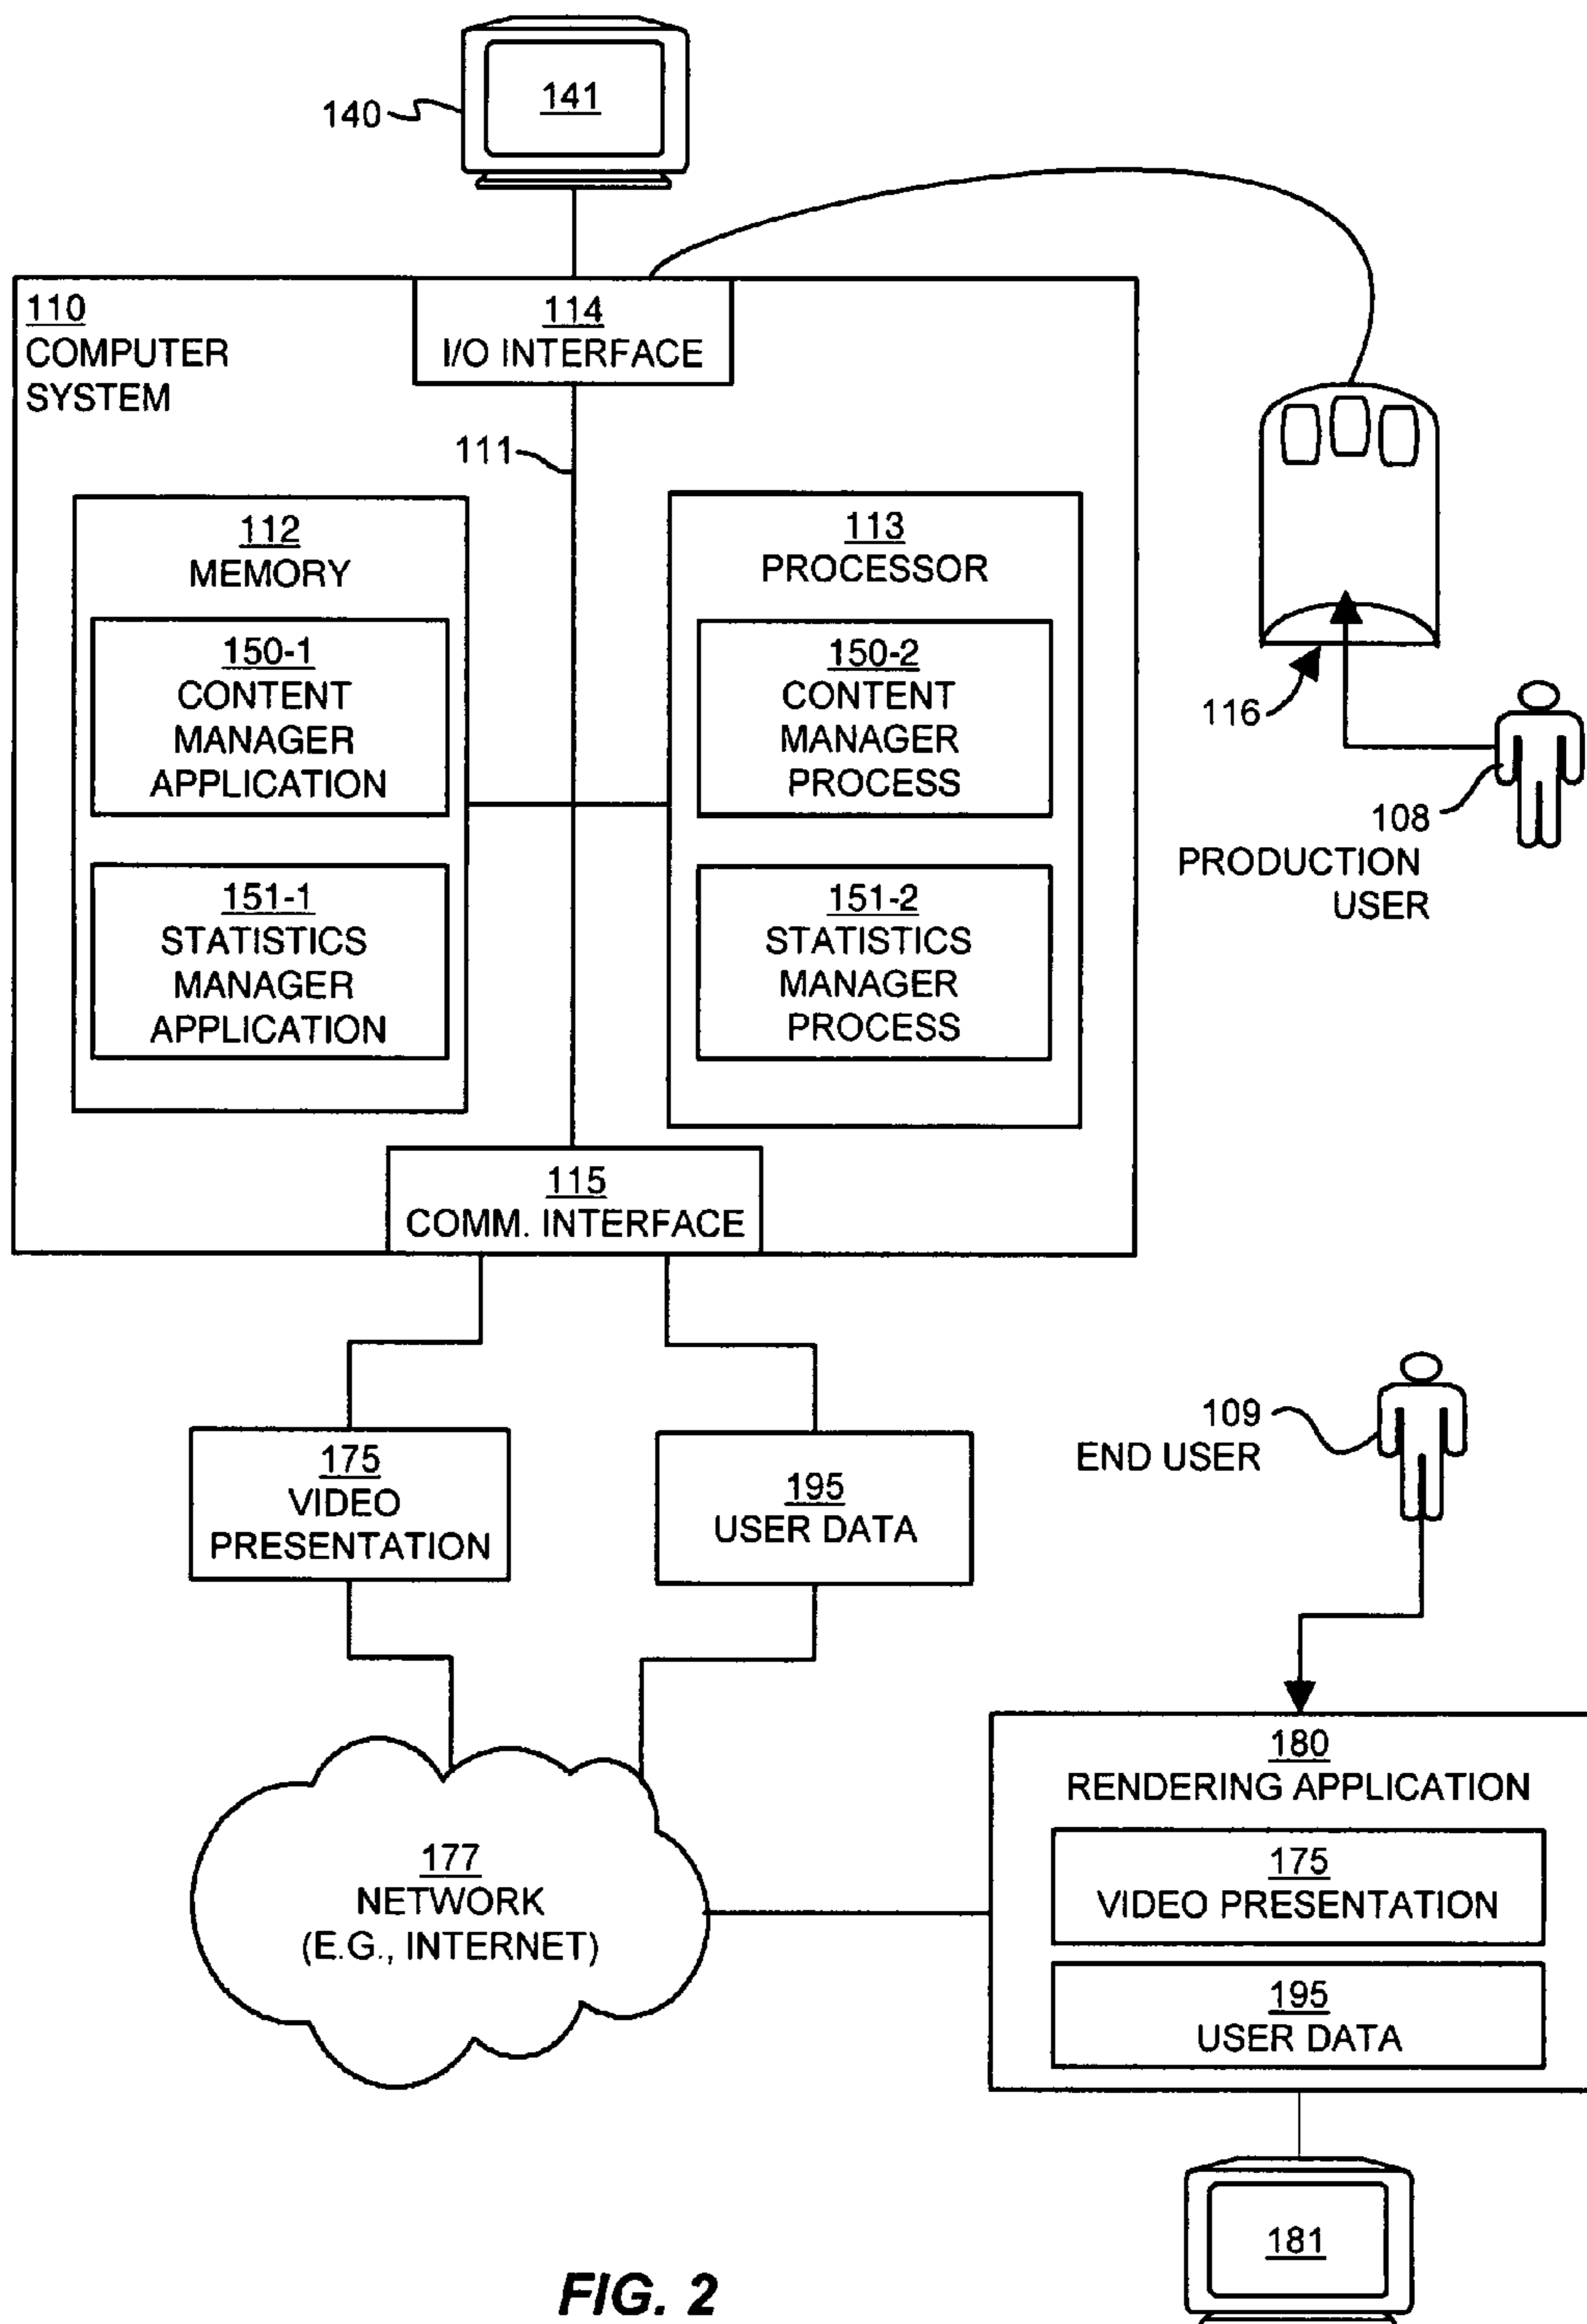 141
140
110
COMPUTER
SYSTEM
114
I/O INTERFACE
111
112
MEMORY
113
PROCESSOR
150-1
CONTENT
MANAGER
APPLICATION
150-2
CONTENT
MANAGER
PROCESS
116
108
PRODUCTION
USER
151-1
STATISTICS
MANAGER
APPLICATION
151-2
STATISTICS
MANAGER
PROCESS
115
COMM. INTERFACE
109
END USER
175
VIDEO
PRESENTATION
195
USER DATA
180
RENDERING APPLICATION
175
VIDEO PRESENTATION
195
USER DATA
177
NETWORK
(E.G., INTERNET)
181
FIG. 2